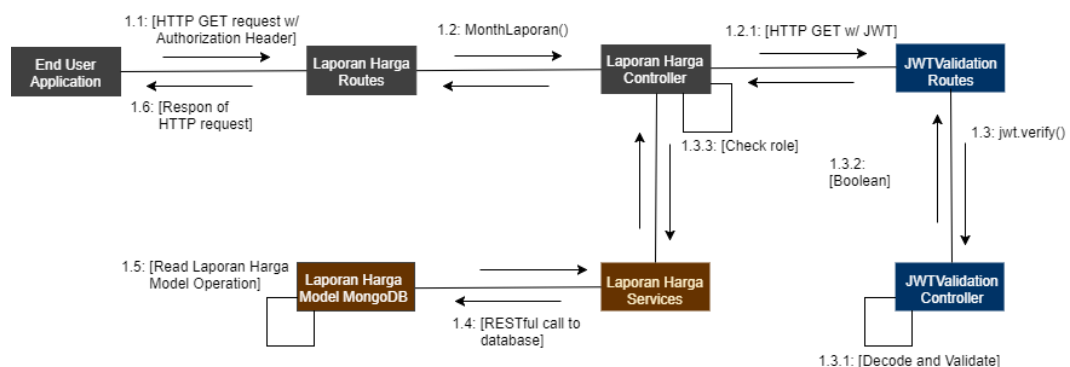 1.1: [HTTP GET request w/
Authorization Header]
1.2: MonthLaporan()
1.2.1: [HTTP GET w/ JWT]
End User
Application
Laporan Harga
Routes
Laporan Harga
Controller
JWTValidation
Routes
1.6: [Respon of
HTTP request]
1.3.3: [Check role]
1.3: jwt.verify()
1.3.2:
[Boolean]
1.5: [Read Laporan Harga
Model Operation]
Laporan Harga
Model MongoDB
Laporan Harga
Services
JWTValidation
Controller
1.4: [RESTful call to
database]
1.3.1: [Decode and Validate]